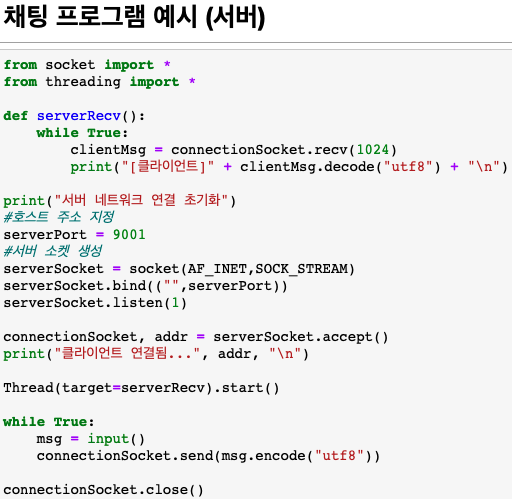 채팅 프로그램 예시 (서버)
from socket import *
from threading import *
def serverRecv():
    while True:
        clientMsg = connectionSocket.recv(1024)
        print("[클라이언트]" + clientMsg.decode("utf8") + "\n")
print("서버 네트워크 연결 초기화")
#호스트 주소 지정
serverPort = 9001
#서버 소켓 생성
serverSocket = socket(AF_INET,SOCK_STREAM)
serverSocket.bind(("",serverPort))
serverSocket.listen(1)
connectionSocket, addr = serverSocket.accept()
print("클라이언트 연결됨...", addr, "\n")
Thread(target=serverRecv).start()
while True:
    msg = input()
    connectionSocket.send(msg.encode("utf8"))
connectionSocket.close()